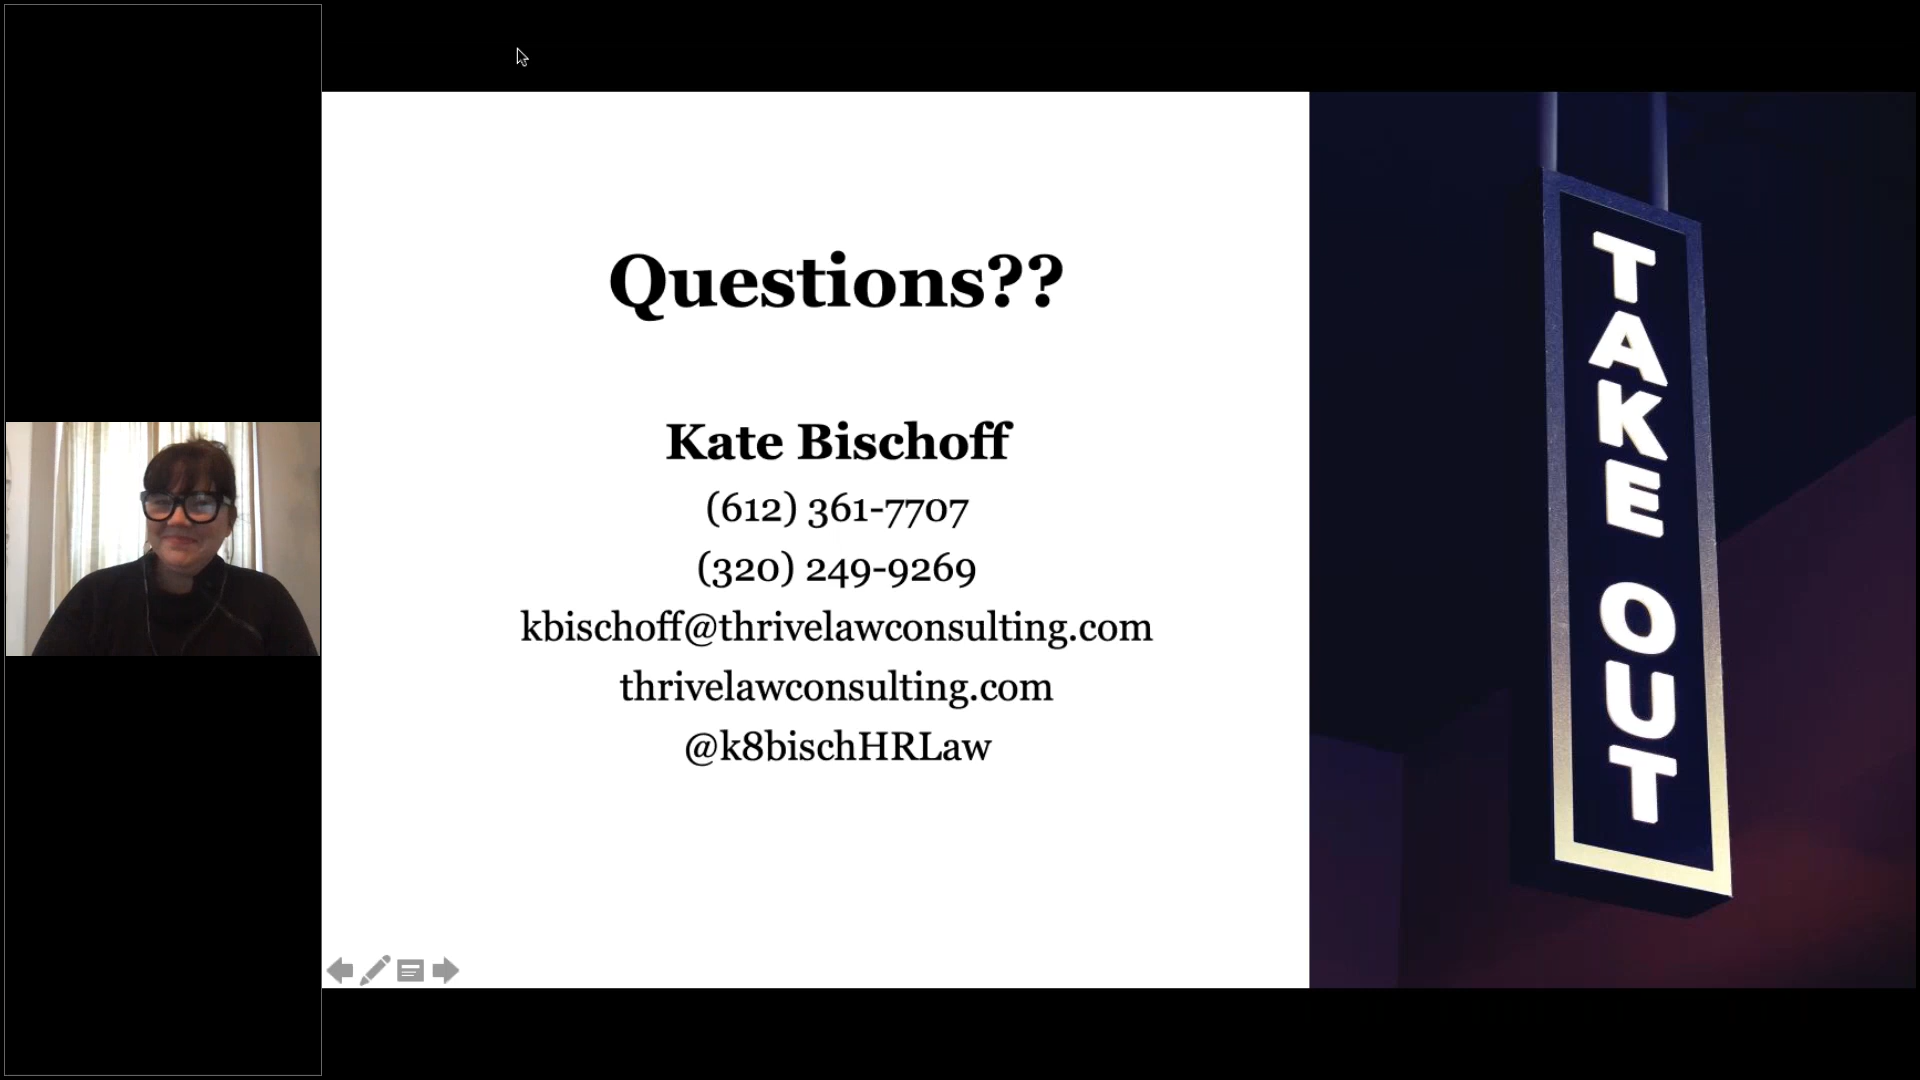 Questions??
Kate Bischoff
(612) 361-7707
(320) 249-9269
kbischoff@thrivelawconsulting.com
thrivelawconsulting.com
@k8bischHRLaw
TAKE OUT